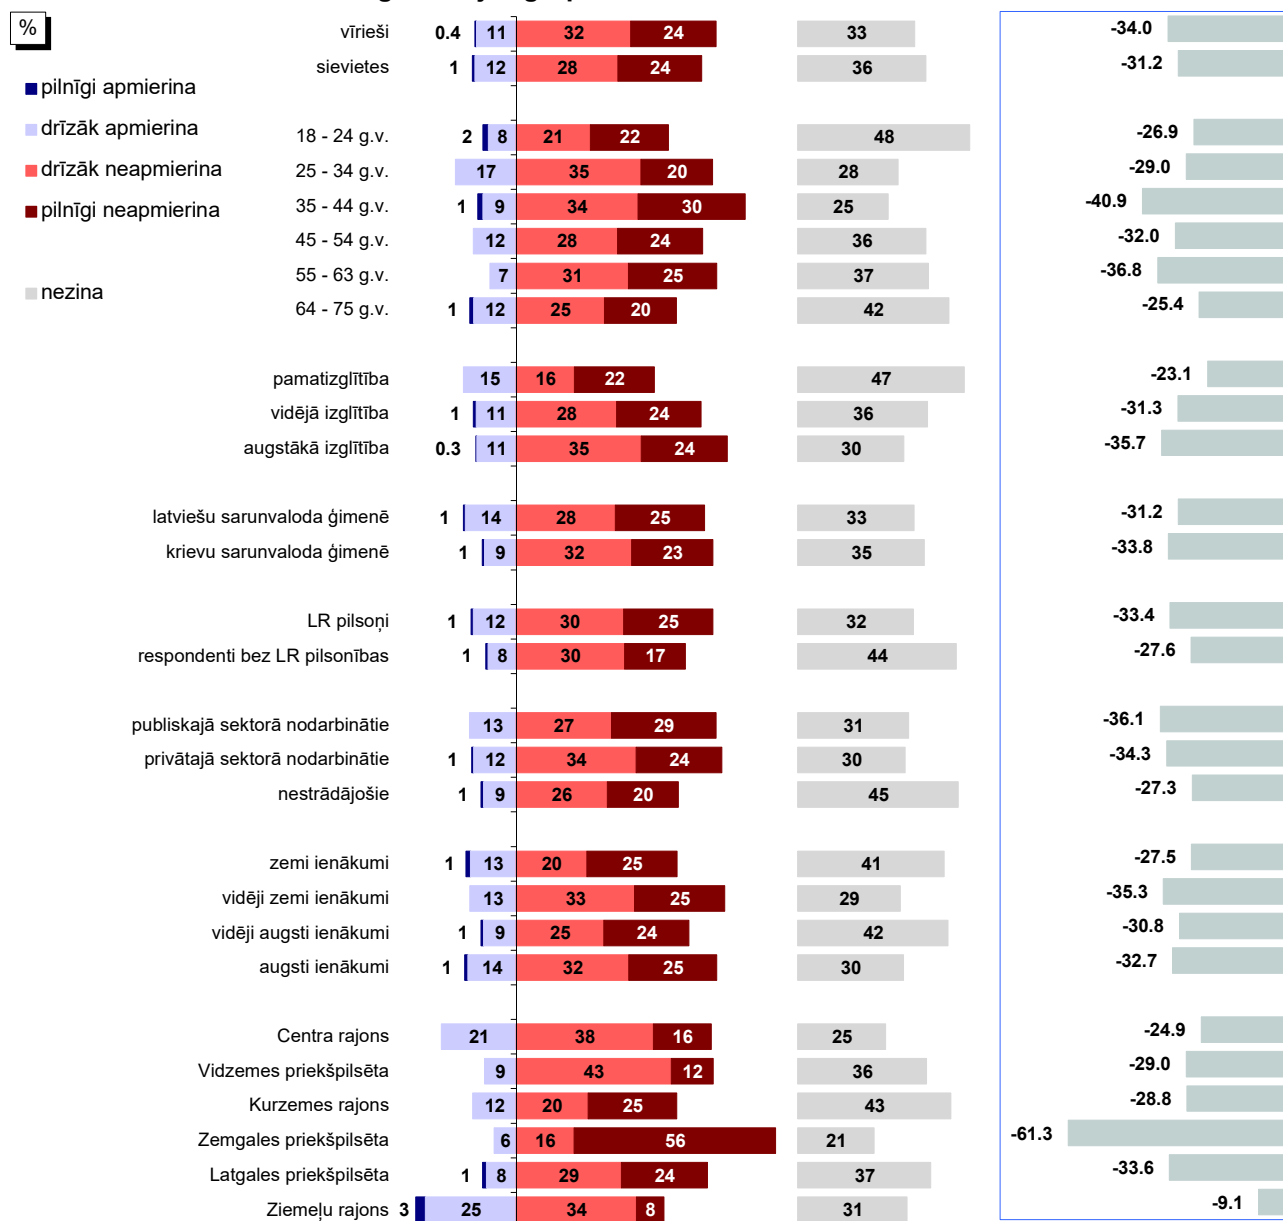 %
pilnīgi apmierina
drīzāk apmierina
drīzāk neapmierina
pilnīgi neapmierina
nezina
vīrieši 0.4 11 32 24 33 -34.0
sievietes 1 12 28 24 36 -31.2
18 - 24 g.v. 2 8 21 22 48 -26.9
25 - 34 g.v. 17 35 20 28 -29.0
35 - 44 g.v. 1 9 34 30 25 -40.9
45 - 54 g.v. 12 28 24 36 -32.0
55 - 63 g.v. 7 31 25 37 -36.8
64 - 75 g.v. 1 12 25 20 42 -25.4
pamatizglītība 15 16 22 47 -23.1
vidējā izglītība 1 11 28 24 36 -31.3
augstākā izglītība 0.3 11 35 24 30 -35.7
latviešu sarunvaloda ģimenē 1 14 28 25 33 -31.2
krievu sarunvaloda ģimenē 1 9 32 23 35 -33.8
LR pilsoņi 1 12 30 25 32 -33.4
respondenti bez LR pilsonības 1 8 30 17 44 -27.6
publiskajā sektorā nodarbinātie 13 27 29 31 -36.1
privātajā sektorā nodarbinātie 1 12 34 24 30 -34.3
nestrādājošie 1 9 26 20 45 -27.3
zemi ienākumi 1 13 20 25 41 -27.5
vidēji zemi ienākumi 13 33 25 29 -35.3
vidēji augsti ienākumi 1 9 25 24 42 -30.8
augsti ienākumi 1 14 32 25 30 -32.7
Centra rajons 21 38 16 25 -24.9
Vidzemes priekšpilsēta 9 43 12 36 -29.0
Kurzemes rajons 12 20 25 43 -28.8
Zemgales priekšpilsēta 6 16 56 21 -61.3
Latgales priekšpilsēta 1 8 29 24 37 -33.6
Ziemeļu rajons 3 25 34 8 31 -9.1